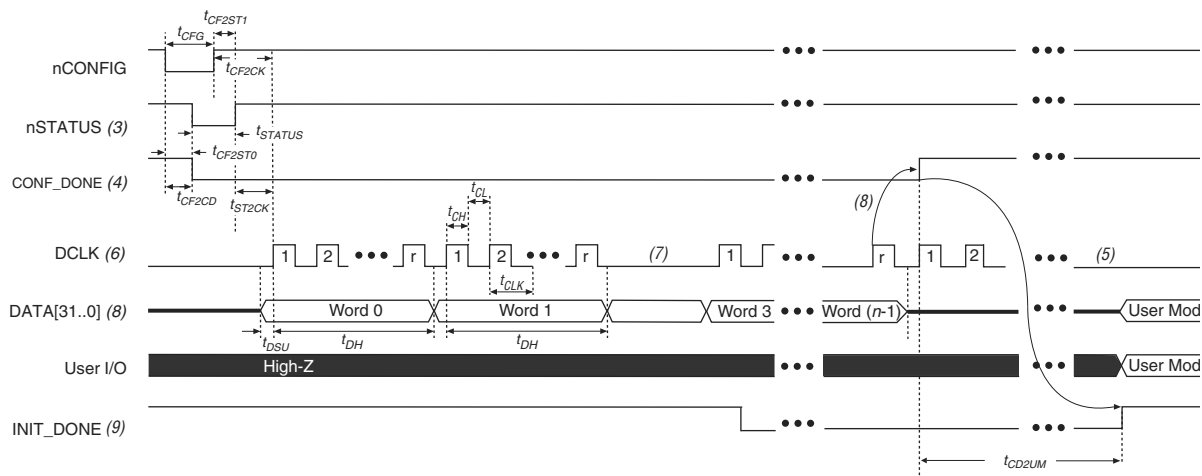 tCF2ST1
tCFG
nCONFIG
tCF2CK
nSTATUS (3)
tSTATUS
tCF2ST0
CONF_DONE (4)
tCF2CD
tST2CK
tCL
tCH
(8)
DCLK (6)
1 2 r 1 2 r (7) 1 r 1 2 (5)
tCLK
DATA[31..0] (8)
Word 0 Word 1 Word 3 Word (n-1) User Mod
tDSU
tDH tDH
User I/O
High-Z
User Mod
INIT_DONE (9)
tCD2UM